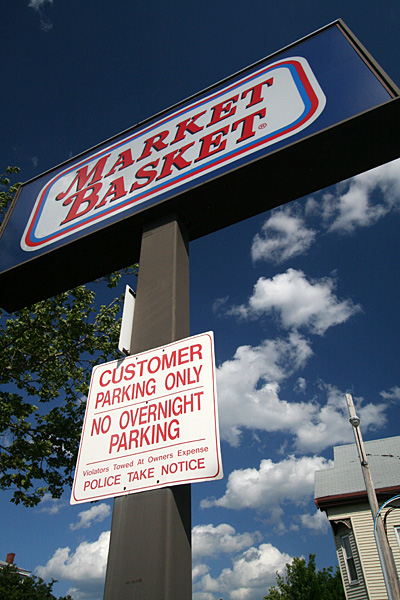 MARKET
BASKET®
CUSTOMER
PARKING ONLY
NO OVERNIGHT
PARKING
Violators Towed At Owners Expense
POLICE TAKE NOTICE